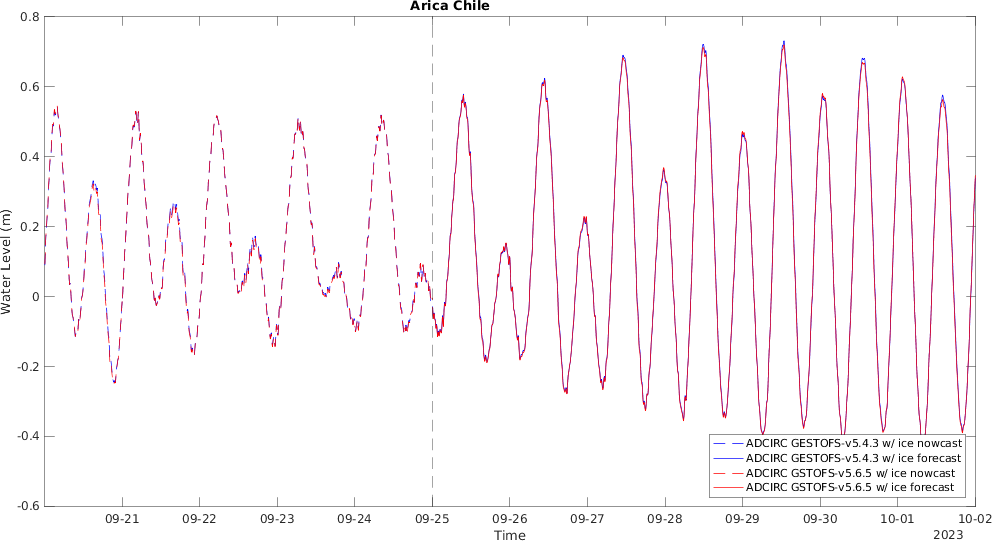 Arica Chile
0.8
0.6
0.4
0.2
0
-0.2
-0.4
-0.6
Water Level (m)
ADCIRC GESTOFS-v5.4.3 w/ ice nowcast
ADCIRC GESTOFS-v5.4.3 w/ ice forecast
ADCIRC GSTOFS-v5.6.5 w/ ice nowcast
ADCIRC GSTOFS-v5.6.5 w/ ice forecast
09-21 09-22 09-23 09-24 09-25 09-26 09-27 09-28 09-29 09-30 10-01 10-02
Time
2023